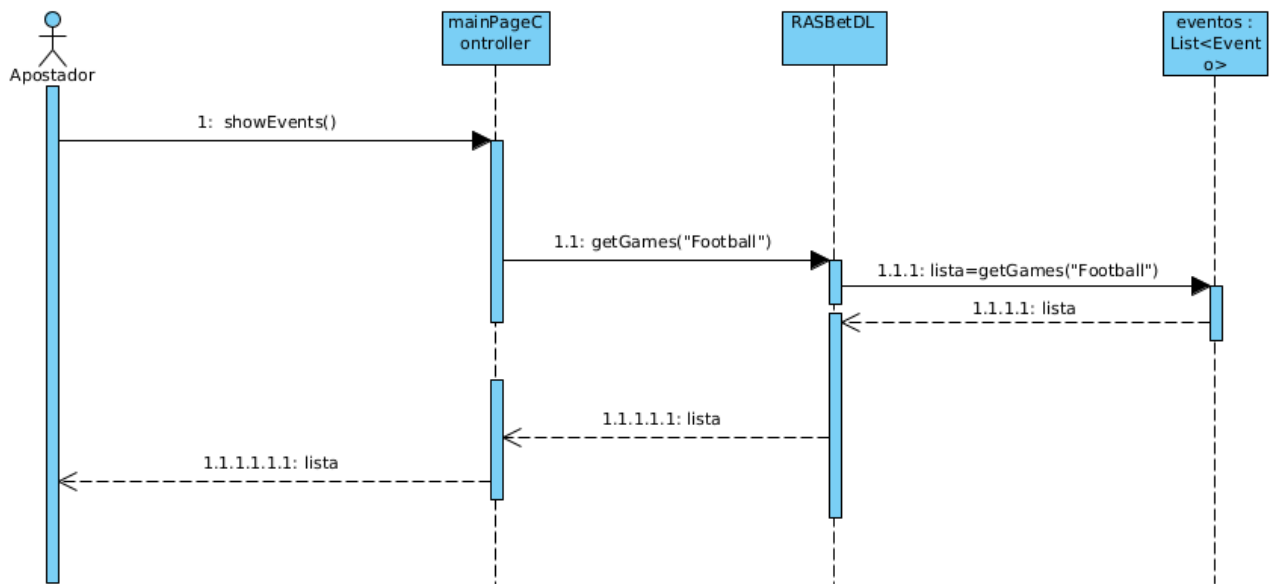 mainPageC
ontroller
RASBetDL
eventos :
List<Event
o>
Apostador
1: showEvents()
1.1: getGames("Football")
1.1.1: lista=getGames("Football")
1.1.1.1: lista
1.1.1.1.1: lista
1.1.1.1.1.1: lista